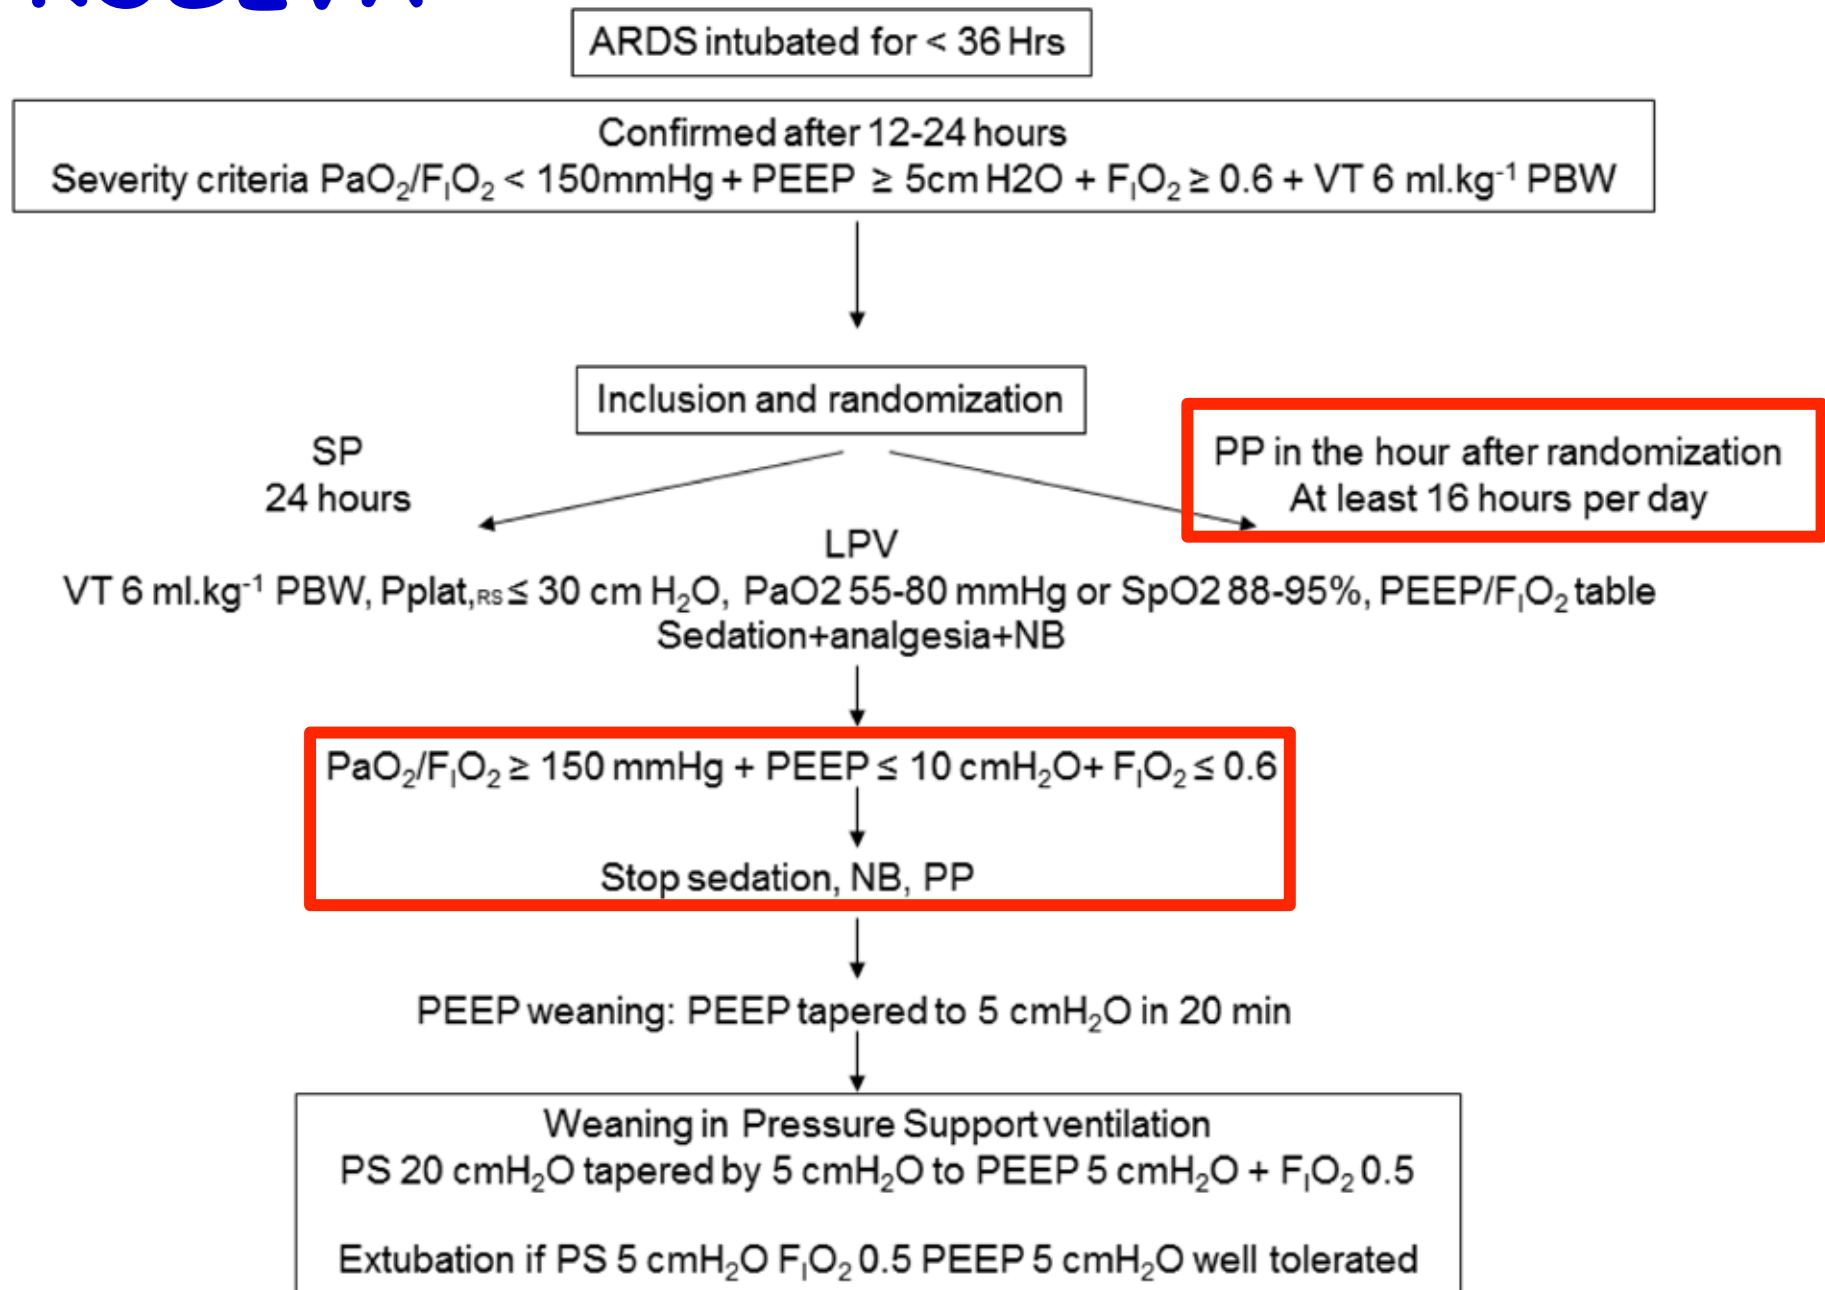 PROSEVA
ARDS intubated for < 36 Hrs
Confirmed after 12-24 hours
Severity criteria PaO₂/FᵢO₂ < 150mmHg + PEEP ≥ 5cm H2O + FᵢO₂ ≥ 0.6 + VT 6 ml.kg⁻¹ PBW
Inclusion and randomization
SP
24 hours
PP in the hour after randomization
At least 16 hours per day
LPV
VT 6 ml.kg⁻¹ PBW, Pplat,RS ≤ 30 cm H₂O, PaO2 55-80 mmHg or SpO2 88-95%, PEEP/FᵢO₂ table
Sedation+analgesia+NB
PaO₂/FᵢO₂ ≥ 150 mmHg + PEEP ≤ 10 cmH₂O+ FᵢO₂ ≤ 0.6
Stop sedation, NB, PP
PEEP weaning: PEEP tapered to 5 cmH₂O in 20 min
Weaning in Pressure Support ventilation
PS 20 cmH₂O tapered by 5 cmH₂O to PEEP 5 cmH₂O + FᵢO₂ 0.5
Extubation if PS 5 cmH₂O FᵢO₂ 0.5 PEEP 5 cmH₂O well tolerated